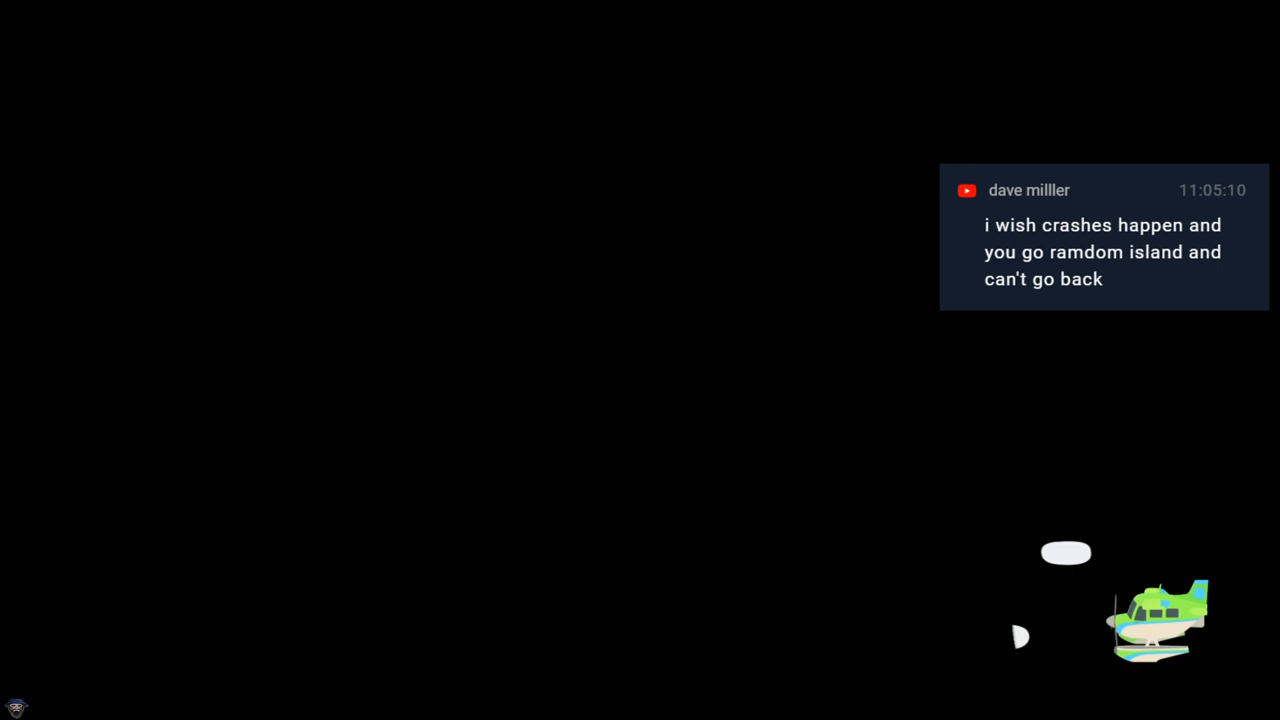 dave milller 11:05:10
i wish crashes happen and
you go ramdom island and
can't go back